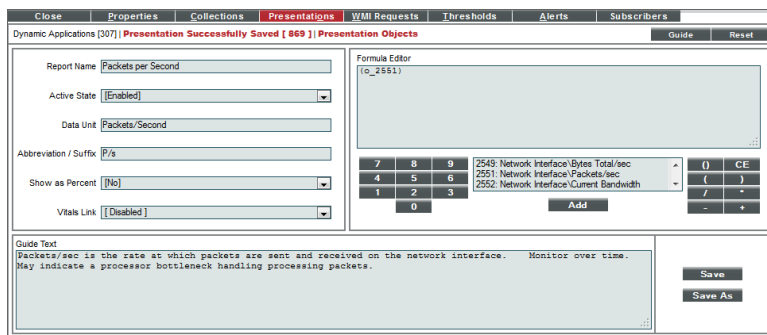 Close Properties Collections Presentations WMI Requests Thresholds Alerts Subscribers
Dynamic Applications [307] | Presentation Successfully Saved [ 869 ] | Presentation Objects Guide Reset
Report Name Packets per Second
Active State [Enabled]
Data Unit Packets/Second
Abbreviation / Suffix P/s
Show as Percent [No]
Vitals Link [ Disabled ]
Formula Editor
(o_2551)
7 8 9
4 5 6
1 2 3
0
2549: Network Interface\Bytes Total/sec
2551: Network Interface\Packets/sec
2552: Network Interface\Current Bandwidth
Add
() CE
( )
/ *
- +
Guide Text
Packets/sec is the rate at which packets are sent and received on the network interface. Monitor over time.
May indicate a processor bottleneck handling processing packets.
Save
Save As